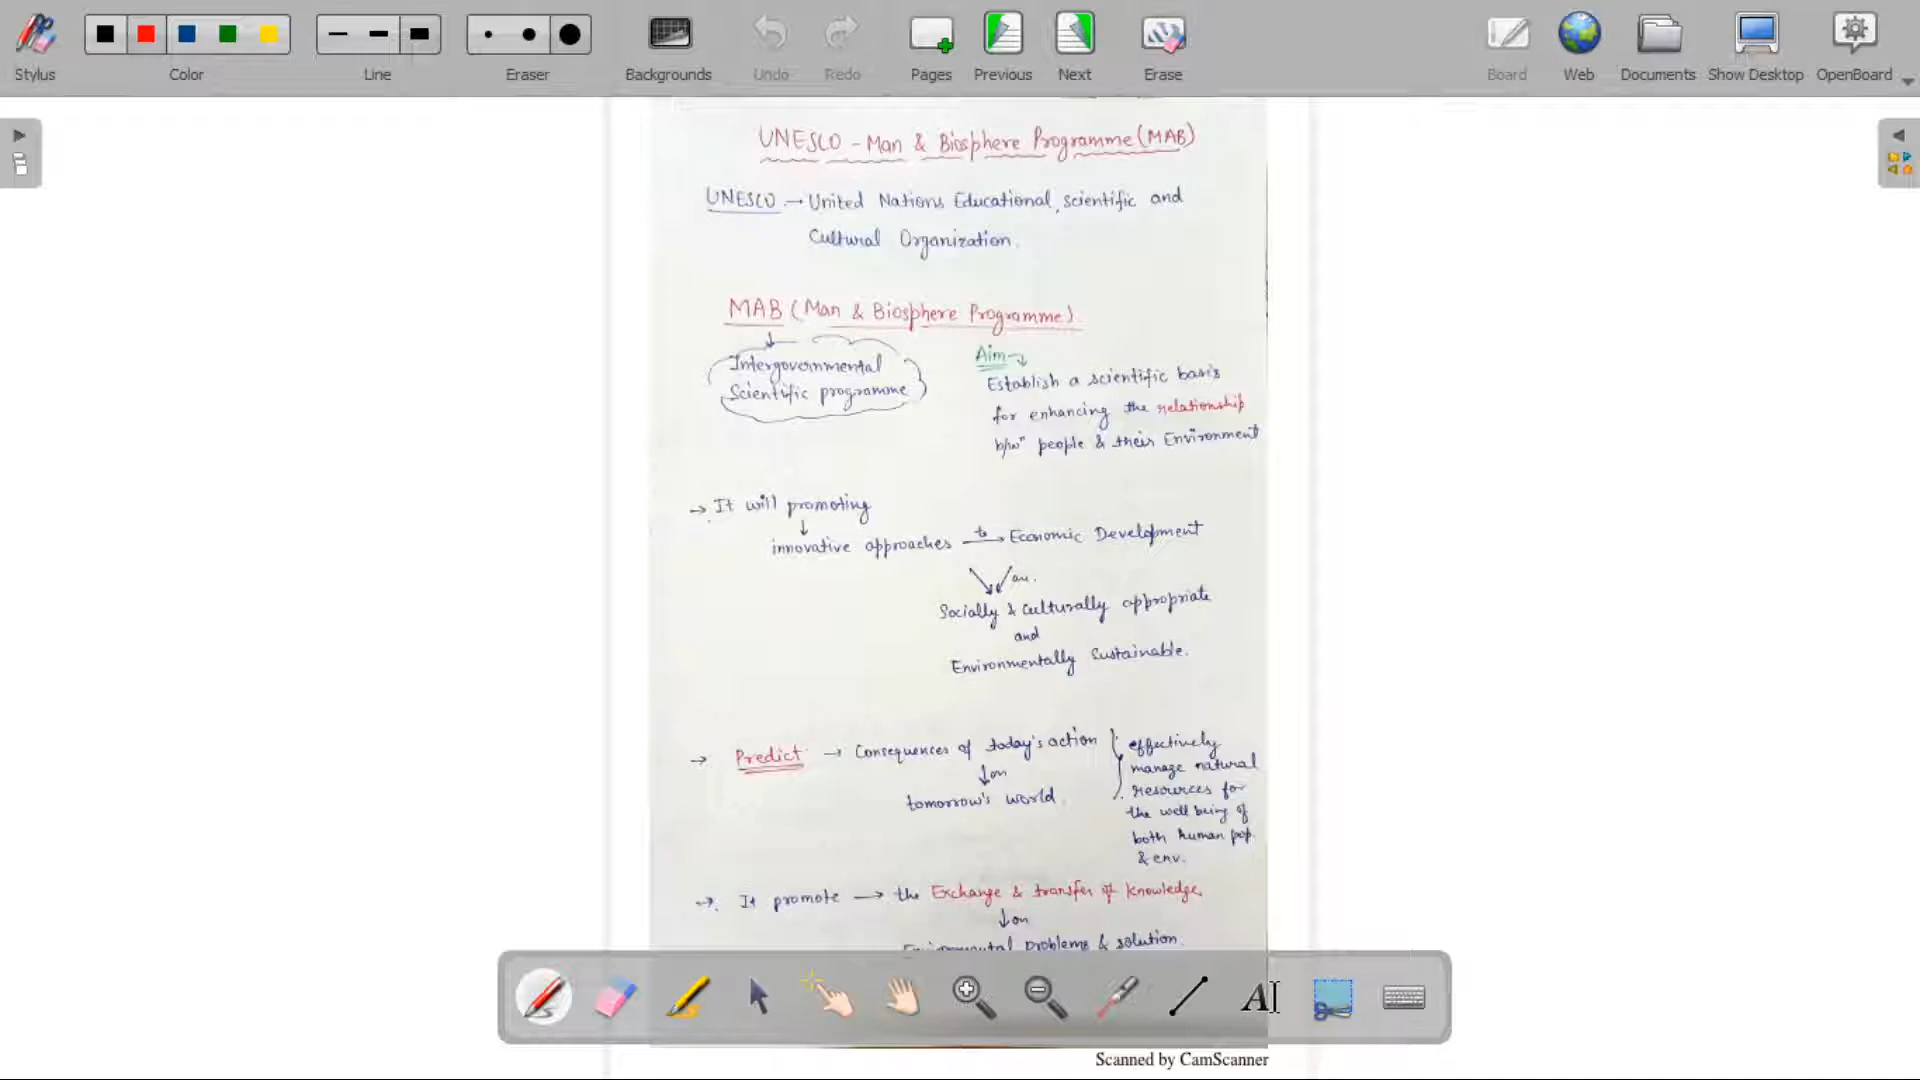 Stylus
Color
Line
Eraser
Backgrounds
Undo
Redo
Pages
Previous
Next
Erase
Board
Web
Documents
Show Desktop
OpenBoard
UNESCO - Man & Biosphere Programme (MAB)
UNESCO → United Nations Educational, Scientific and
Cultural Organization.
MAB (Man & Biosphere Programme)
Intergovernmental
Scientific programme
Aim
Establish a scientific basis
for enhancing the relationship
b/wn people & their Environment
→ It will promoting
innovative approaches to → Economic Development
are.
Socially & culturally appropriate
and
Environmentally Sustainable.
→ Predict → Consequences of today's action
on
tomorrow's world.
effectively
manage natural
resources for
the well being of
both human pop.
& env.
→ It promote → the Exchange & transfer of knowledge
on
Environmental problems & solution.
A
Scanned by CamScanner